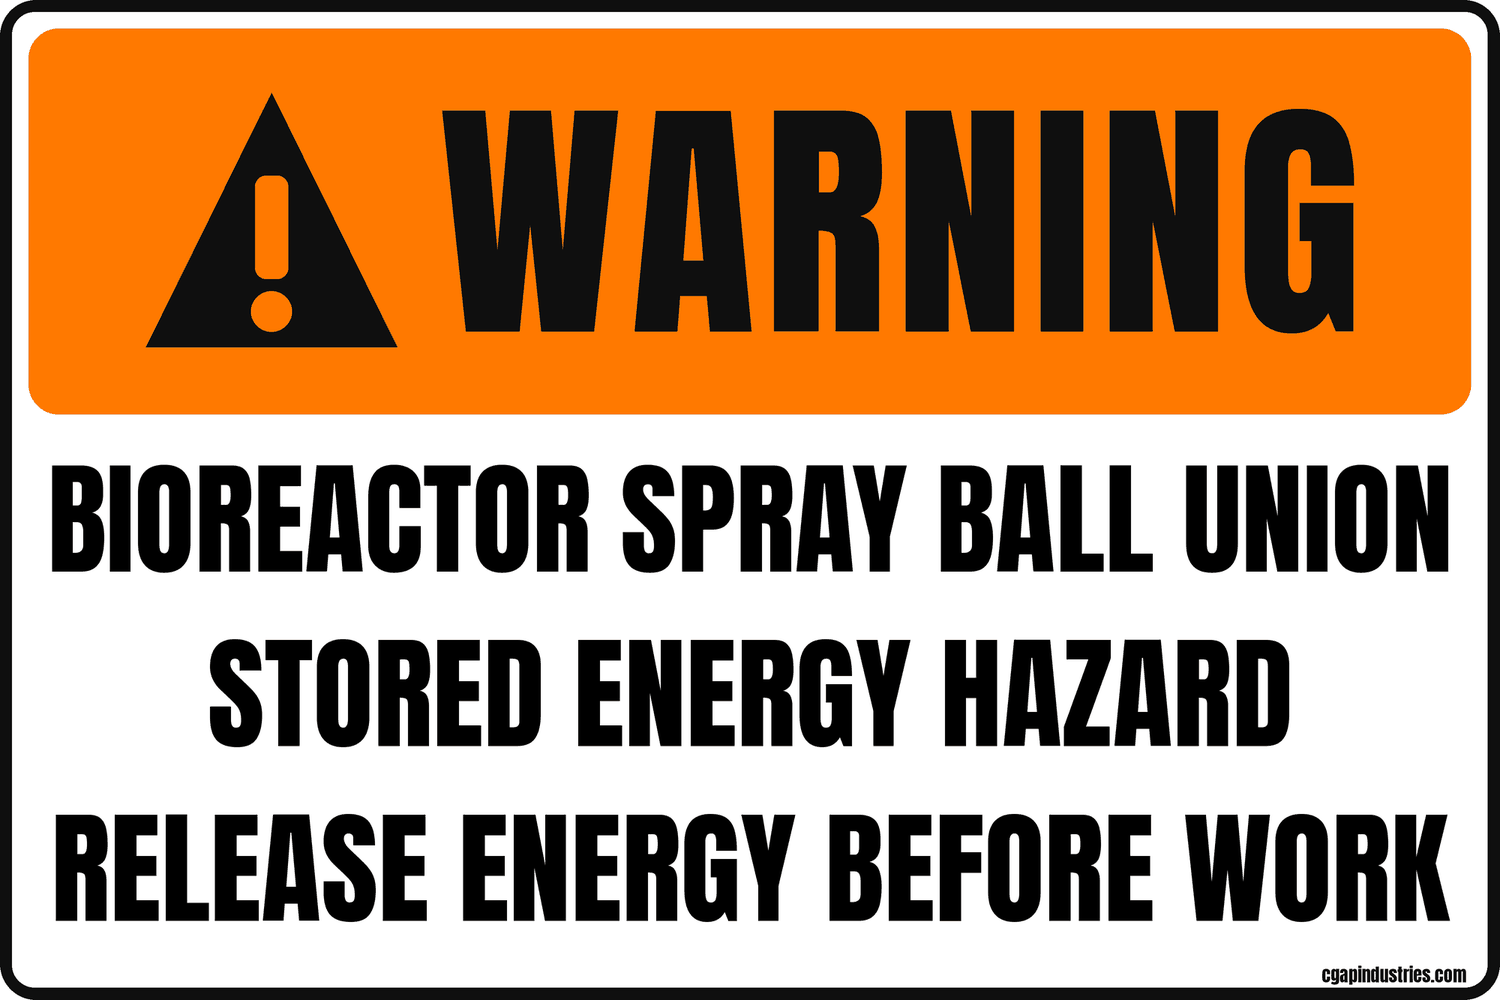 WARNING
BIOREACTOR SPRAY BALL UNION
STORED ENERGY HAZARD
RELEASE ENERGY BEFORE WORK
cgapindustries.com